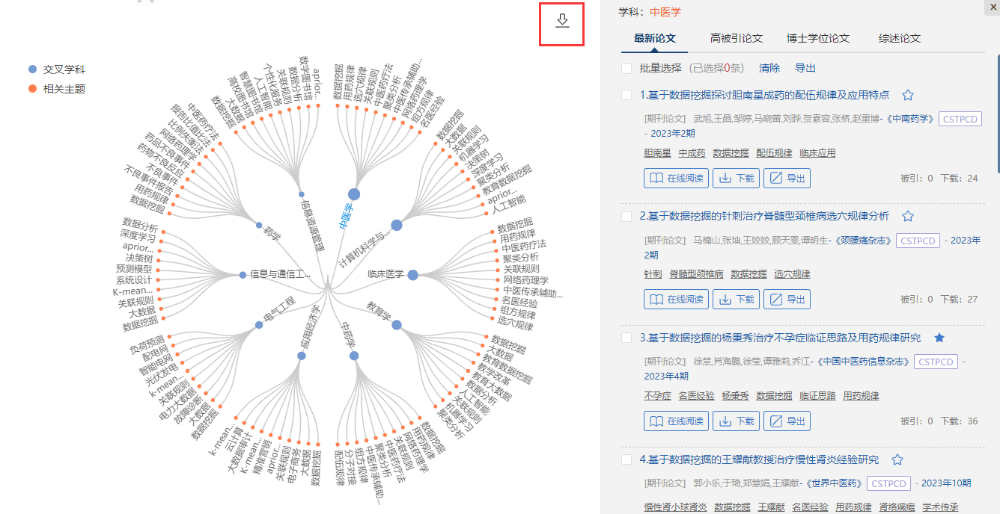 交叉学科
相关主题
中医学
数据挖掘
用药规律
选穴规律
关联规则
中医药疗法
聚类分析
中医传承辅助...
网络药理学
组方规律
名医经验
计算机科学与...
数据挖掘
大数据
关联规则
机器学习
决策树
深度学习
聚类分析
教育数据挖掘
aprior...
人工智能
临床医学
数据挖掘
用药规律
中医药疗法
聚类分析
关联规则
网络药理学
中医传承辅助...
名医经验
组方规律
选穴规律
教育学
数据挖掘
大数据
教育数据挖掘
教学改革
教育大数据
数据分析
人工智能
关联规则
机器学习
聚类分析
中药学
数据挖掘
用药规律
网络药理学
关联规则
中医药疗法
聚类分析
中医传承辅助...
组方规律
分子对接
配伍规律
应用经济学
数据挖掘
大数据
电子商务
关联规则
aprior...
精准营销
K-mean...
大数据审计
云计算
k-mean...
电气工程
数据挖掘
大数据
故障诊断
电力大数据
关联规则
k-mean...
光伏发电
智能电网
配电网
负荷预测
信息与通信工...
数据挖掘
大数据
关联规则
K-mean...
系统设计
预测模型
决策树
aprior...
深度学习
数据分析
药学
数据挖掘
用药规律
不良事件报告
不良事件
药物不良反应
药品不良事件
网络药理学
比例失衡法
报告比值比法
中医药疗法
信息资源管理
数据挖掘
大数据
高校图书馆
智慧图书馆
人工智能
个性化服务
关联规则
数据分析
数字图书馆
aprior...
学科: 中医学
最新论文 高被引论文 博士学位论文 综述论文
批量选择 (已选择0条) 清除 导出
1.基于数据挖掘探讨胆南星成药的配伍规律及应用特点
[期刊论文] 武旭,王晶,邹婷,马晓茜,刘晔,贺素容,张桥,赵重博-《中南药学》 CSTPCD
- 2023年2期
胆南星 中成药 数据挖掘 配伍规律 临床应用
在线阅读 下载 导出 被引: 0 下载: 24
2.基于数据挖掘的针刺治疗脊髓型颈椎病选穴规律分析
[期刊论文] 马楠山,张坤,王姣姣,顾天雯,谭明生-《颈腰痛杂志》 CSTPCD - 2023年
2期
针刺 脊髓型颈椎病 数据挖掘 选穴规律
在线阅读 下载 导出 被引: 0 下载: 27
3.基于数据挖掘的杨秉秀治疗不孕症临证思路及用药规律研究
[期刊论文] 徐慧,肖海鹏,徐莹,谭雅莉,乔江-《中国中医药信息杂志》 CSTPCD -
2023年4期
不孕症 名医经验 杨秉秀 数据挖掘 临证思路 用药规律
在线阅读 下载 导出 被引: 0 下载: 36
4.基于数据挖掘的王耀献教授治疗慢性肾炎经验研究
[期刊论文] 郭小乐,于琦,郑慧娟,王耀献-《世界中医药》 CSTPCD - 2023年10期
慢性肾小球肾炎 数据挖掘 王耀献 名医经验 用药规律 肾络癥瘕 学术传承